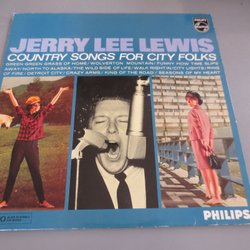 PHILIPS
JERRY LEE LEWIS
COUNTRY SONGS FOR CITY FOLKS
GREEN GREEN GRASS OF HOME / WOLVERTON MOUNTAIN / FUNNY HOW TIME SLIPS
AWAY / NORTH TO ALASKA / THE WILD SIDE OF LIFE / WALK RIGHT IN / CITY LIGHTS / RING
OF FIRE / DETROIT CITY / CRAZY ARMS / KING OF THE ROAD / SEASONS OF MY HEART
PHILIPS